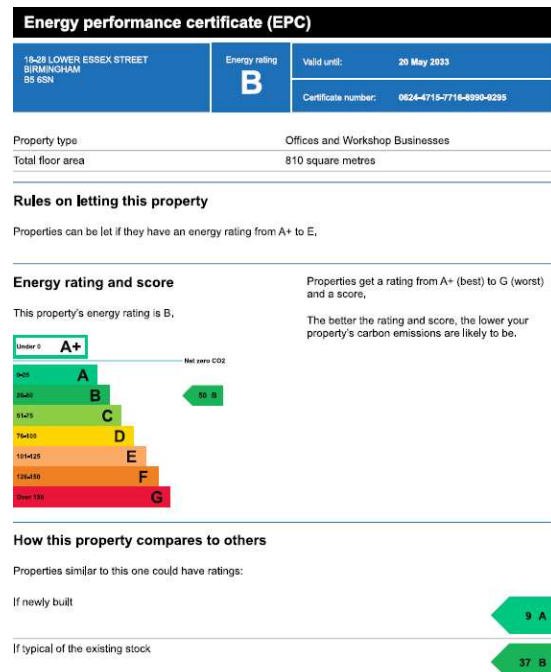 Energy performance certificate (EPC)
18-28 LOWER ESSEX STREET
BIRMINGHAM
B5 6SN
Energy rating
B
Valid until:
20 May 2033
Certificate number:
0624-4715-7716-8990-9295
Property type
Offices and Workshop Businesses
Total floor area
810 square metres
Rules on letting this property
Properties can be let if they have an energy rating from A+ to E.
Energy rating and score
This property's energy rating is B.
Properties get a rating from A+ (best) to G (worst)
and a score.
The better the rating and score, the lower your
property's carbon emissions are likely to be.
Under 0 A+
Net zero CO2
0-25 A
26-50 B
50 B
51-75 C
76-100 D
101-125 E
126-150 F
Over 150 G
How this property compares to others
Properties similar to this one could have ratings:
If newly built
9 A
If typical of the existing stock
37 B